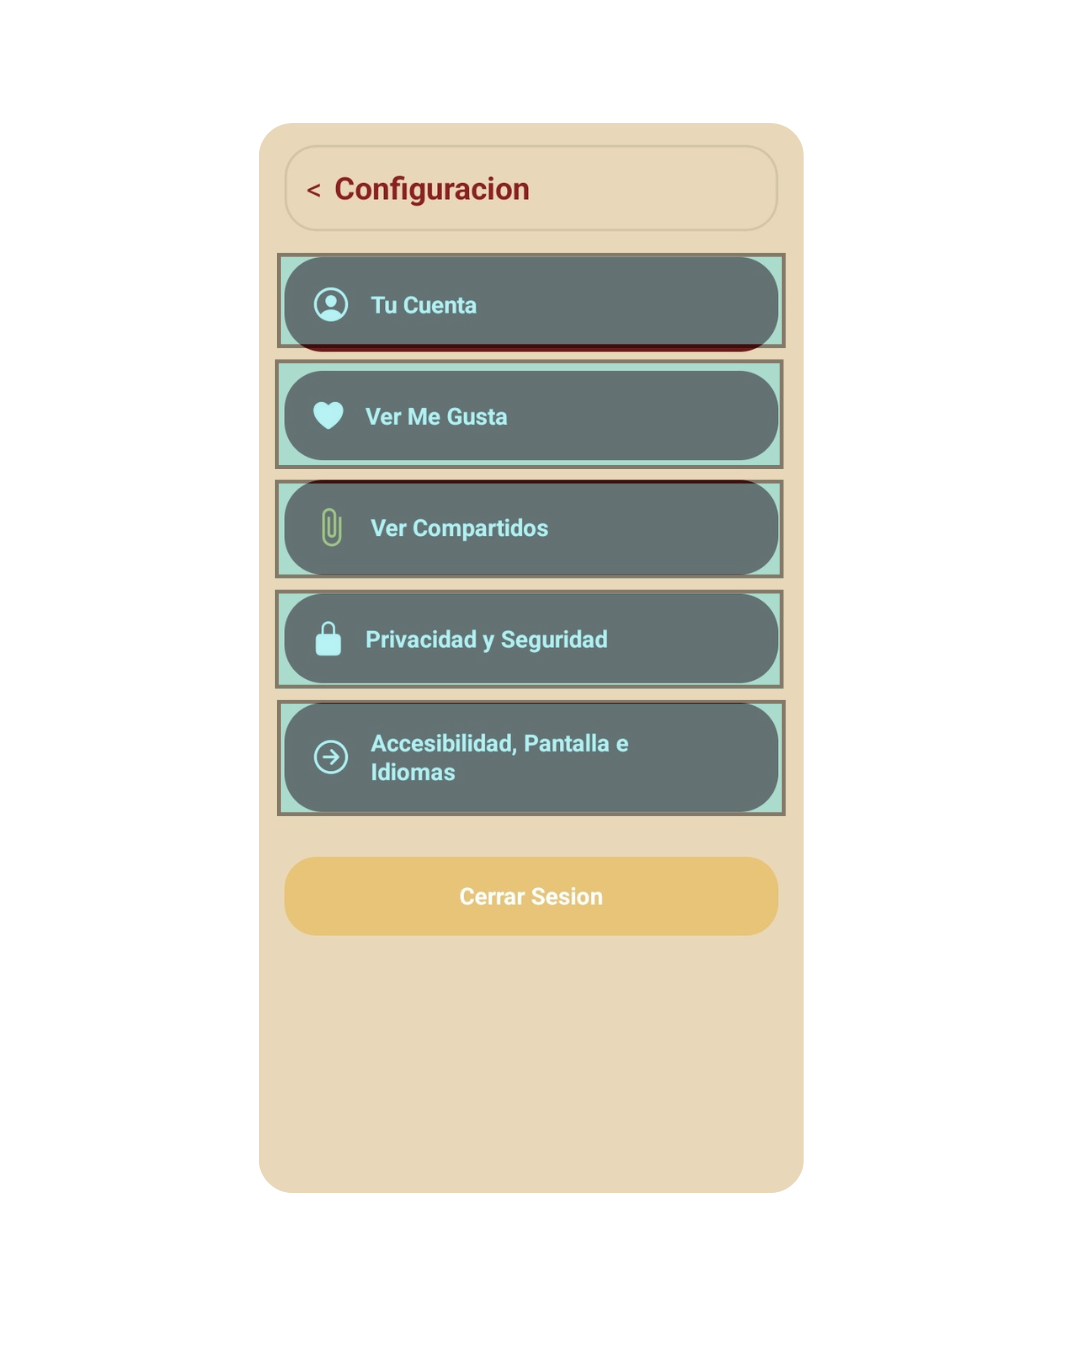 < Configuracion
Tu Cuenta
Ver Me Gusta
Ver Compartidos
Privacidad y Seguridad
Accesibilidad, Pantalla e
Idiomas
Cerrar Sesion